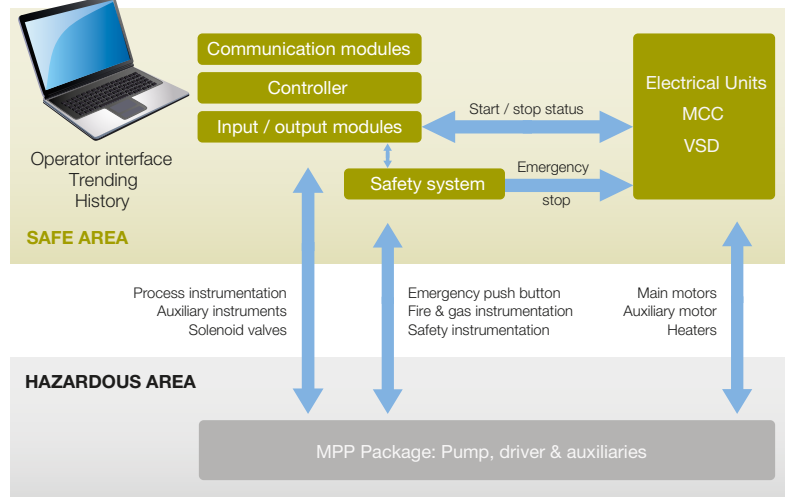 Communication modules
Controller
Input / output modules
Operator interface
Trending
History
Start / stop status
Electrical Units
MCC
VSD
Safety system
Emergency
stop
SAFE AREA
Process instrumentation
Auxiliary instruments
Solenoid valves
Emergency push button
Fire & gas instrumentation
Safety instrumentation
Main motors
Auxiliary motor
Heaters
HAZARDOUS AREA
MPP Package: Pump, driver & auxiliaries